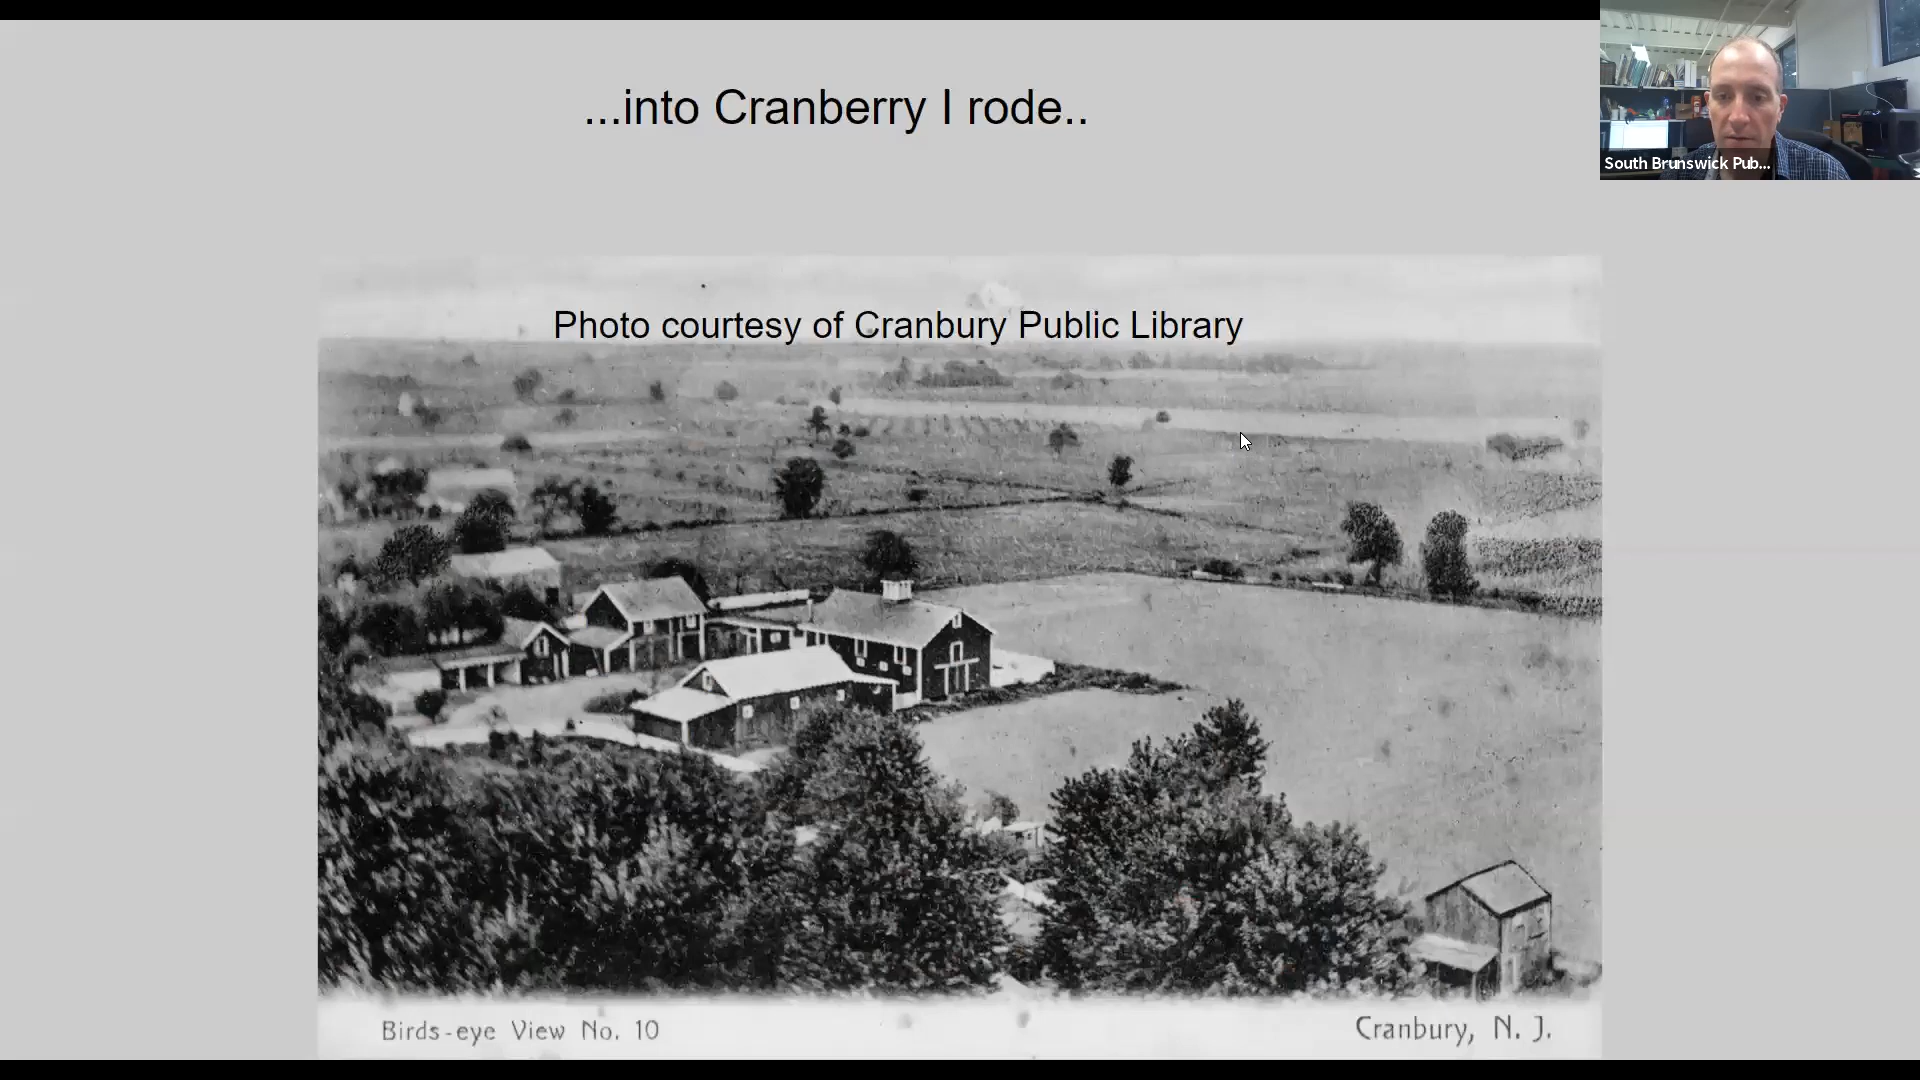 ...into Cranberry I rode..
South Brunswick Pub...
Photo courtesy of Cranbury Public Library
Birds-eye View No. 10
Cranbury, N. J.